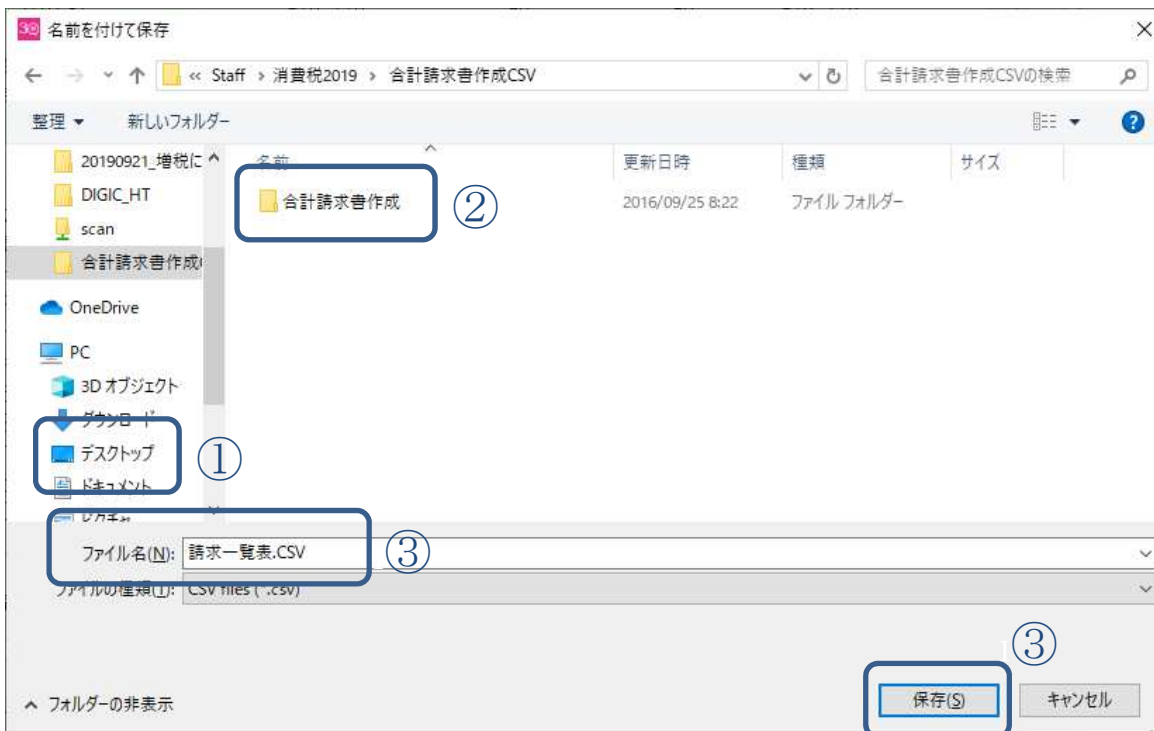 名前を付けて保存
« Staff › 消費税2019 › 合計請求書作成CSV
合計請求書作成CSVの検索
整理
新しいフォルダー
20190921_増税に
名前
更新日時
種類
サイズ
DIGIC_HT
合計請求書作成
②
2016/09/25 8:22
ファイル フォルダー
scan
合計請求書作成
OneDrive
PC
3D オブジェクト
ダウンロード
デスクトップ
①
ドキュメント
ピクチャ
ファイル名(N): 請求一覧表.CSV
③
ファイルの種類(T): CSV files (*.csv)
③
フォルダーの非表示
保存(S)
キャンセル